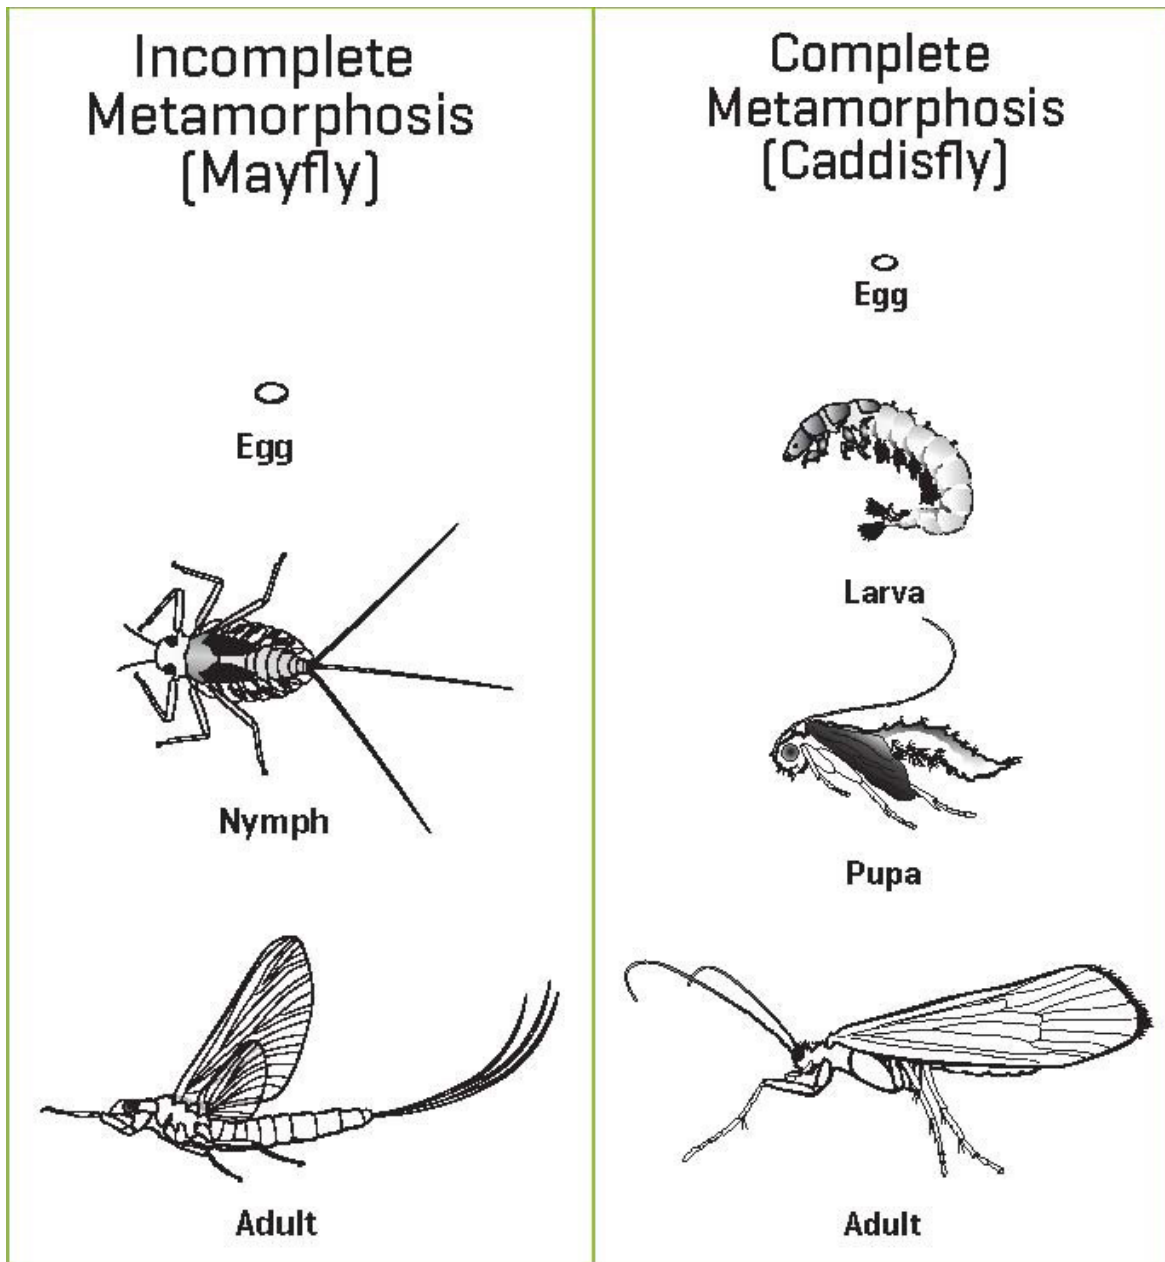 Incomplete
Metamorphosis
(Mayfly)
Egg
Nymph
Adult
Complete
Metamorphosis
(Caddisfly)
Egg
Larva
Pupa
Adult